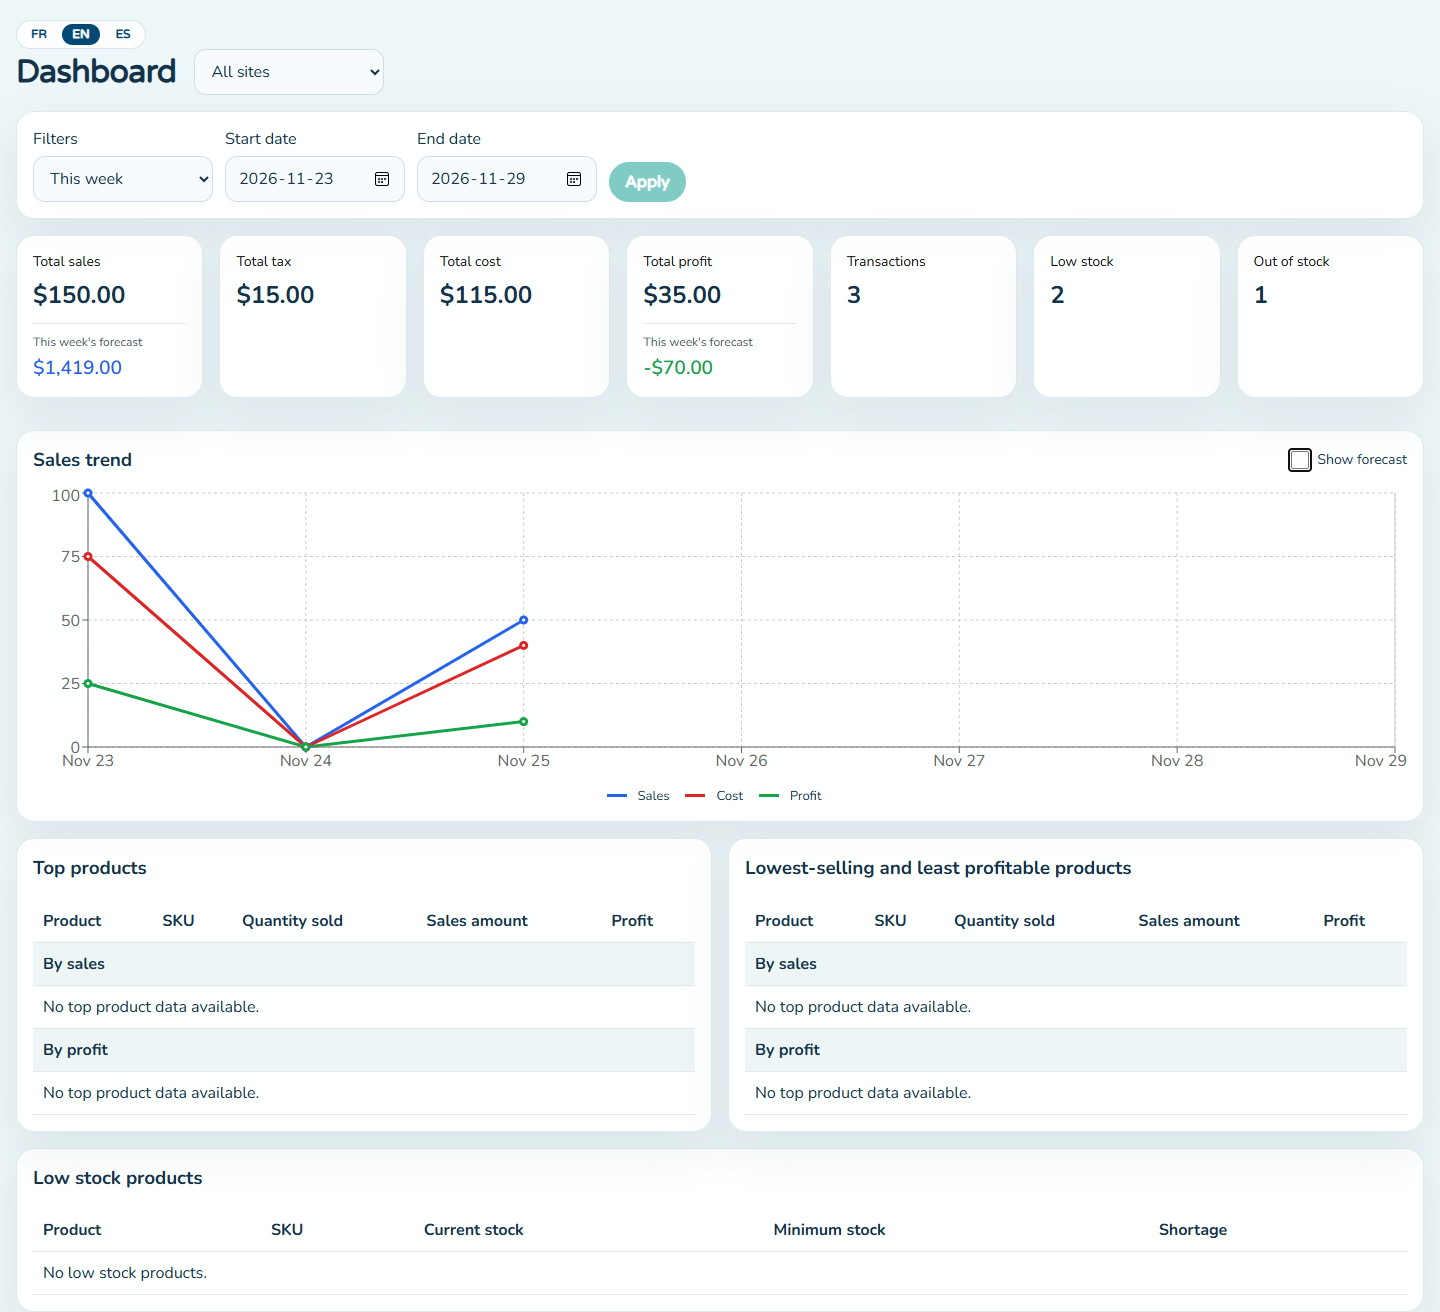 FR EN ES
Dashboard All sites
Filters Start date End date
This week 2026-11-23 2026-11-29 Apply
Total sales Total tax Total cost Total profit Transactions Low stock Out of stock
$150.00 $15.00 $115.00 $35.00 3 2 1
This week's forecast This week's forecast
$1,419.00 -$70.00
Sales trend Show forecast
100
75
50
25
0
Nov 23 Nov 24 Nov 25 Nov 26 Nov 27 Nov 28 Nov 29
Sales Cost Profit
Top products
Product SKU Quantity sold Sales amount Profit
By sales
No top product data available.
By profit
No top product data available.
Lowest-selling and least profitable products
Product SKU Quantity sold Sales amount Profit
By sales
No top product data available.
By profit
No top product data available.
Low stock products
Product SKU Current stock Minimum stock Shortage
No low stock products.